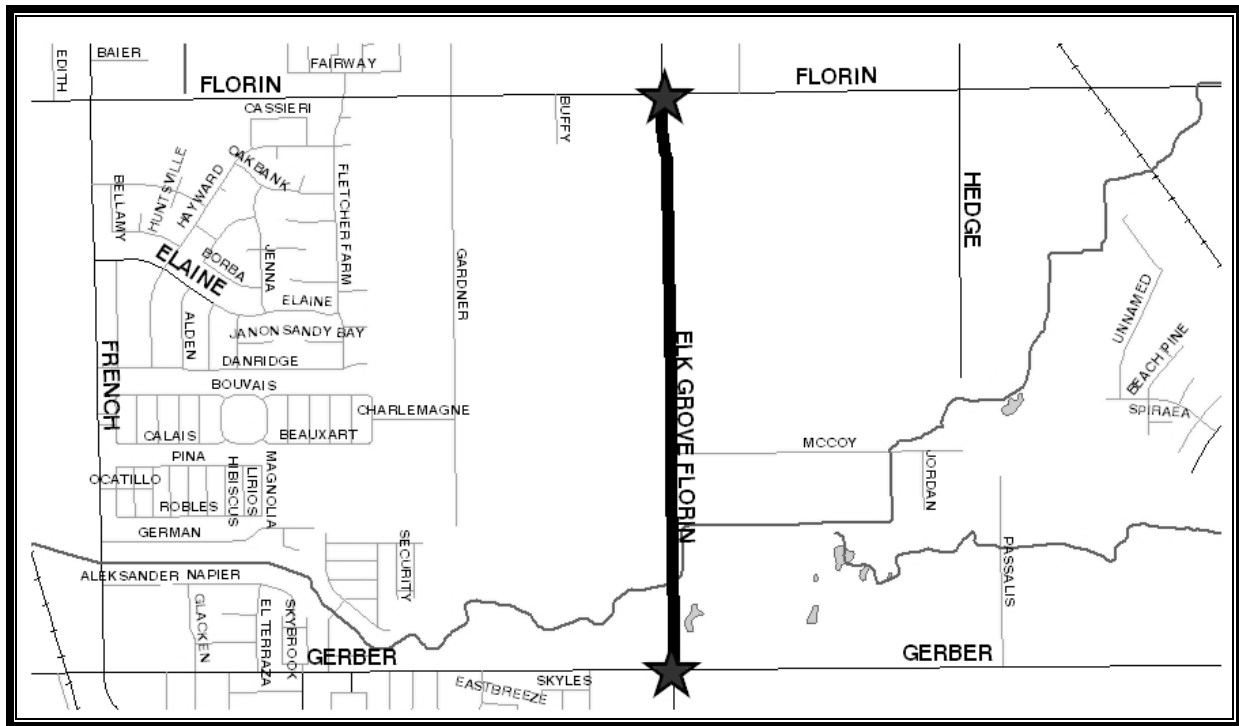 EDITH
BAIER
FAIRWAY
FLORIN
FLORIN
CASSIERI
BUFFY
OAKBANK
HUNTSVILLE
HAYWARD
BELLAMY
FLETCHER FARM
HEDGE
ELAINE
BORBA
JENNA
GARDNER
ELAINE
UNNAMED
ALDEN
JANON SANDY BAY
DANRIDGE
FRENCH
ELK GROVE FLORIN
BEACH PINE
BOUVAIS
CHARLEMAGNE
SPIRAEA
CALAIS
BEAUXART
MCCOY
PINA
OCATILLO
HIBISCUS
LIRIOS
MAGNOLIA
JORDAN
ROBLES
GERMAN
SECURITY
PASSALIS
ALEKSANDER
NAPIER
GLACKEN
EL TERRAZA
SKYBROOK
GERBER
GERBER
EASTBREEZE
SKYLES